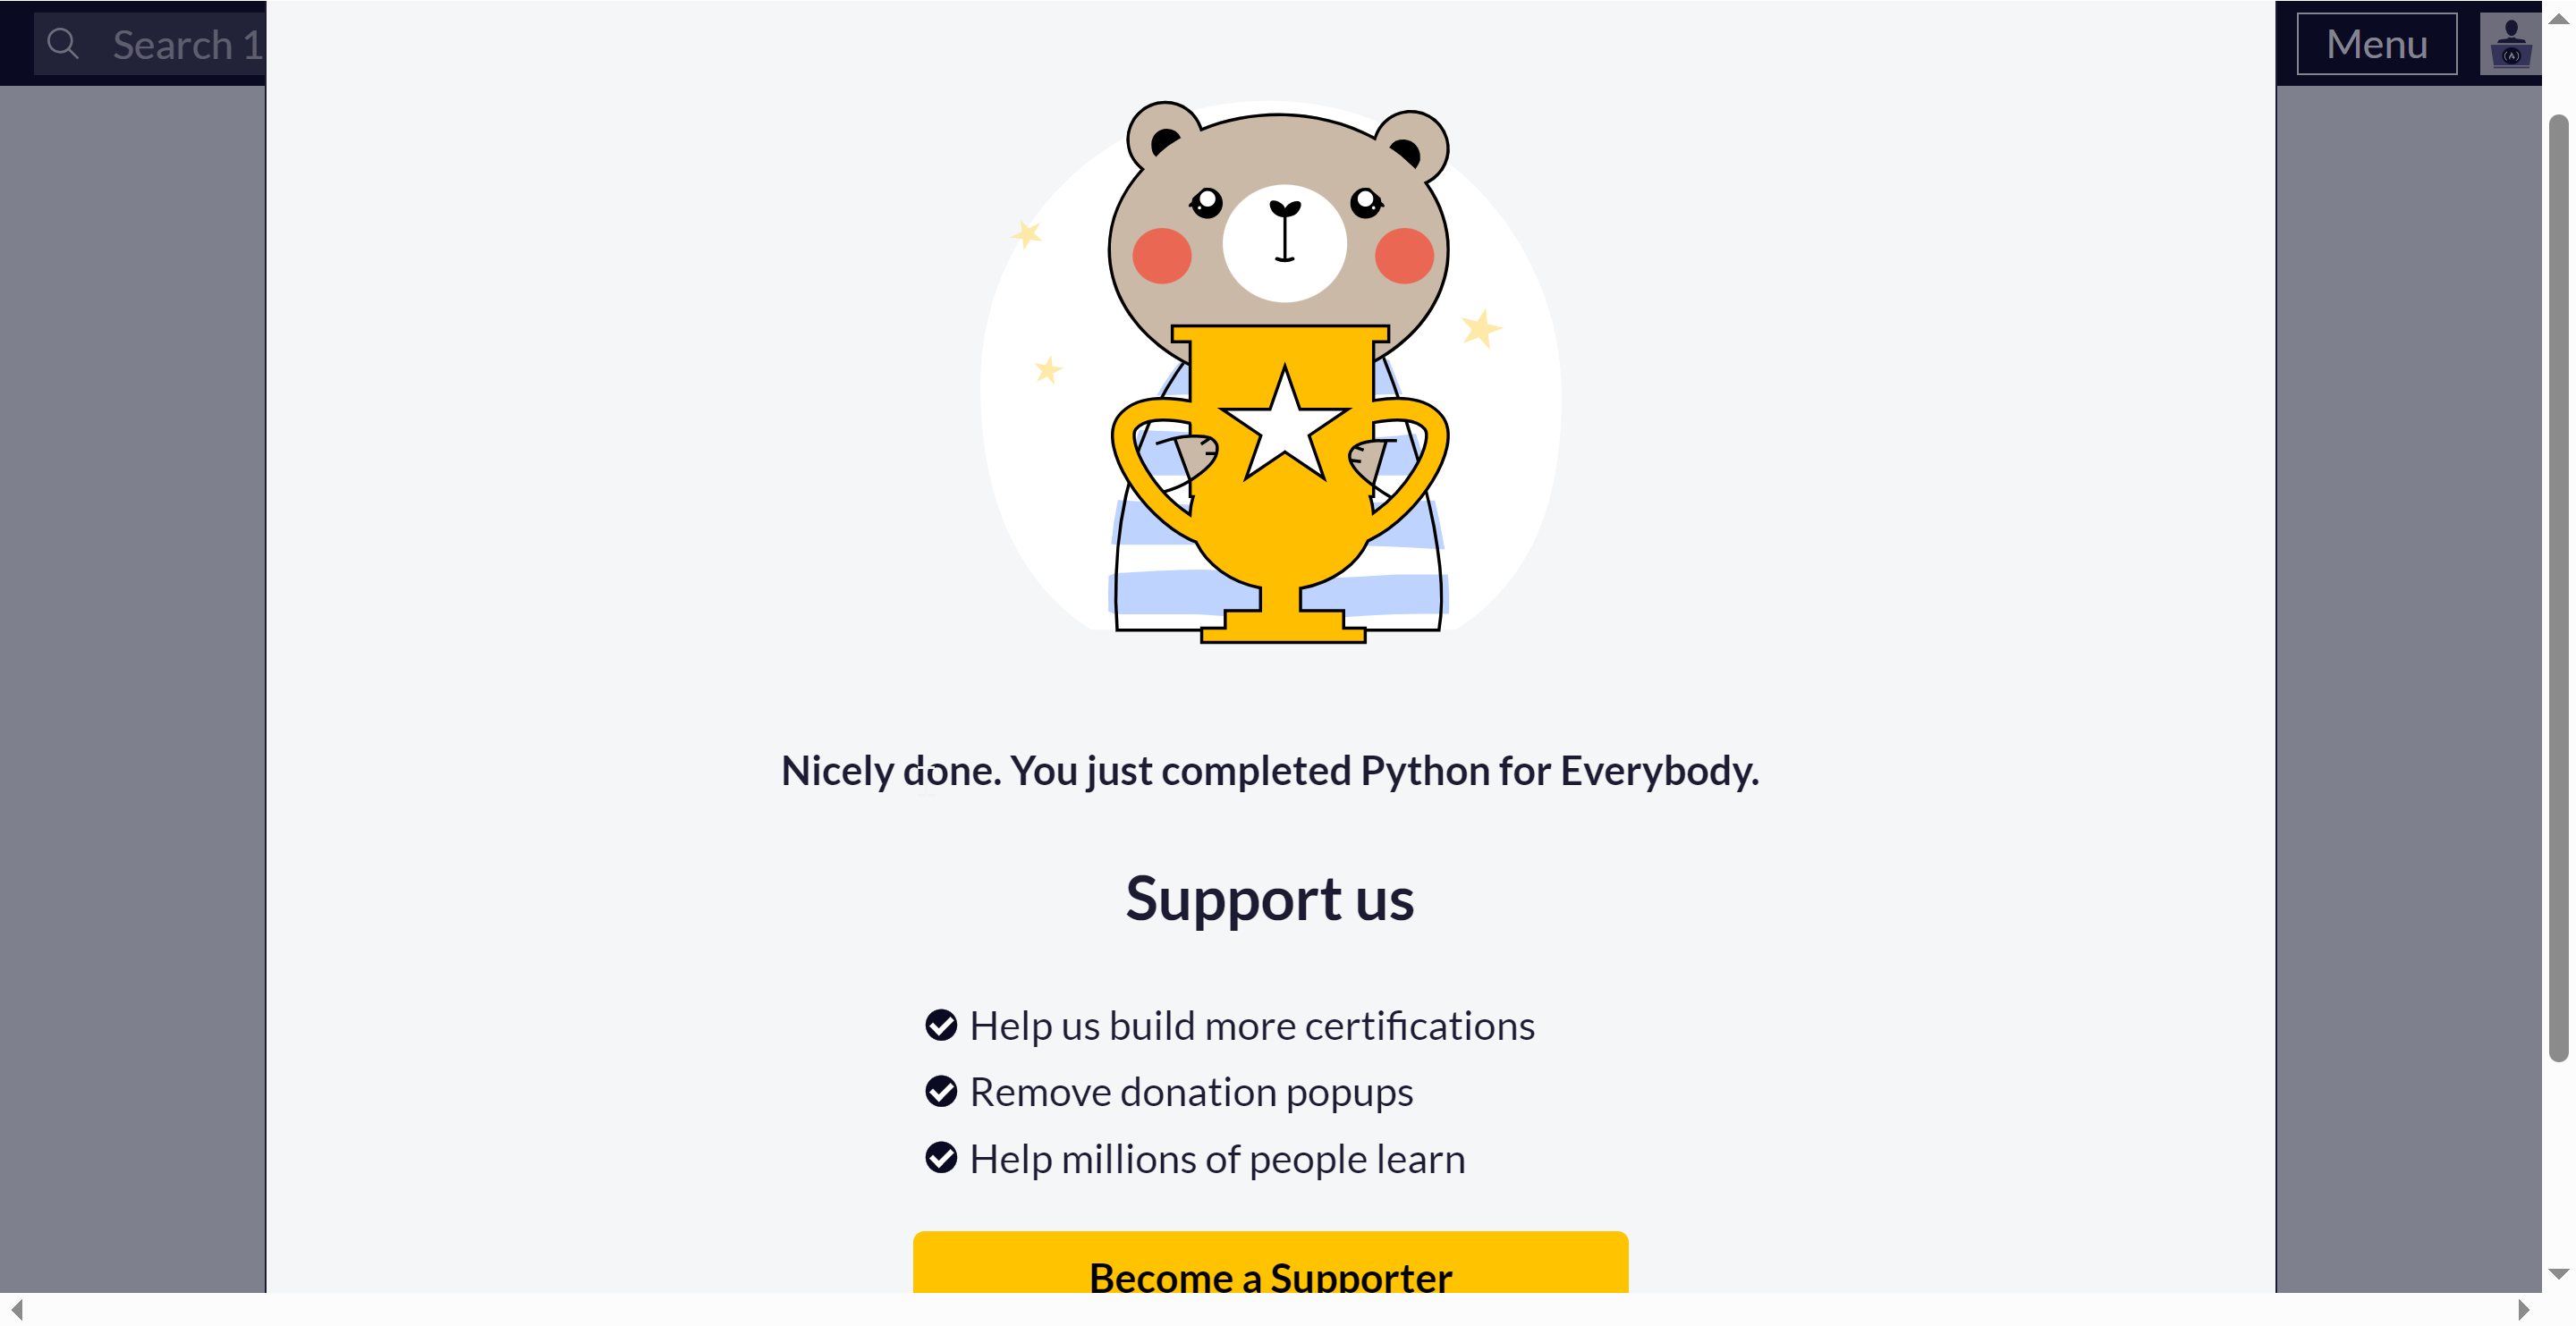 Search 1
Menu
Nicely done. You just completed Python for Everybody.
Support us
Help us build more certifications
Remove donation popups
Help millions of people learn
Become a Supporter